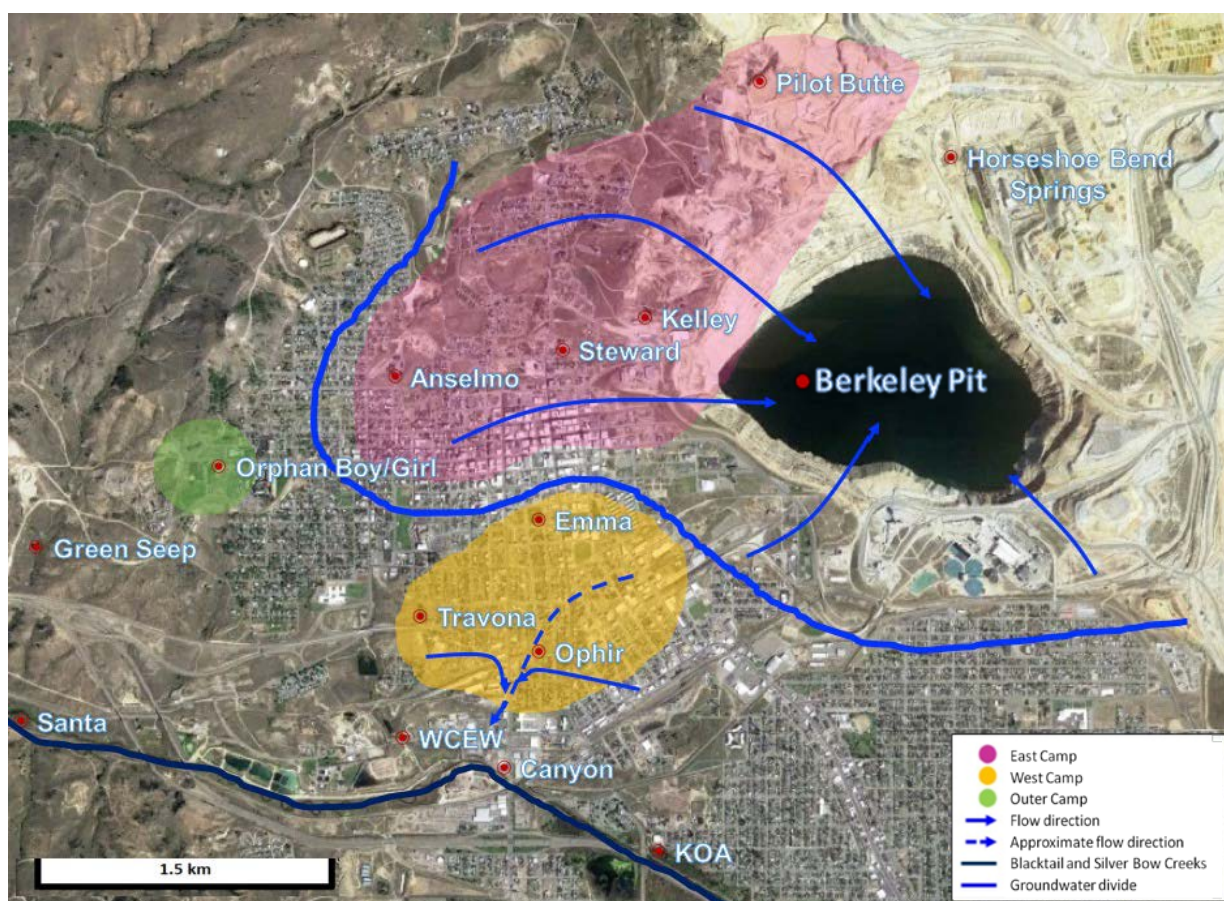 Pilot Butte
Horseshoe Bend
Springs
Kelley
Steward
Anselmo
Berkeley Pit
Orphan Boy/Girl
Emma
Green Seep
Travona
Ophir
Santa
WCEW
Canyon
KOA
1.5 km
East Camp
West Camp
Outer Camp
Flow direction
Approximate flow direction
Blacktail and Silver Bow Creeks
Groundwater divide